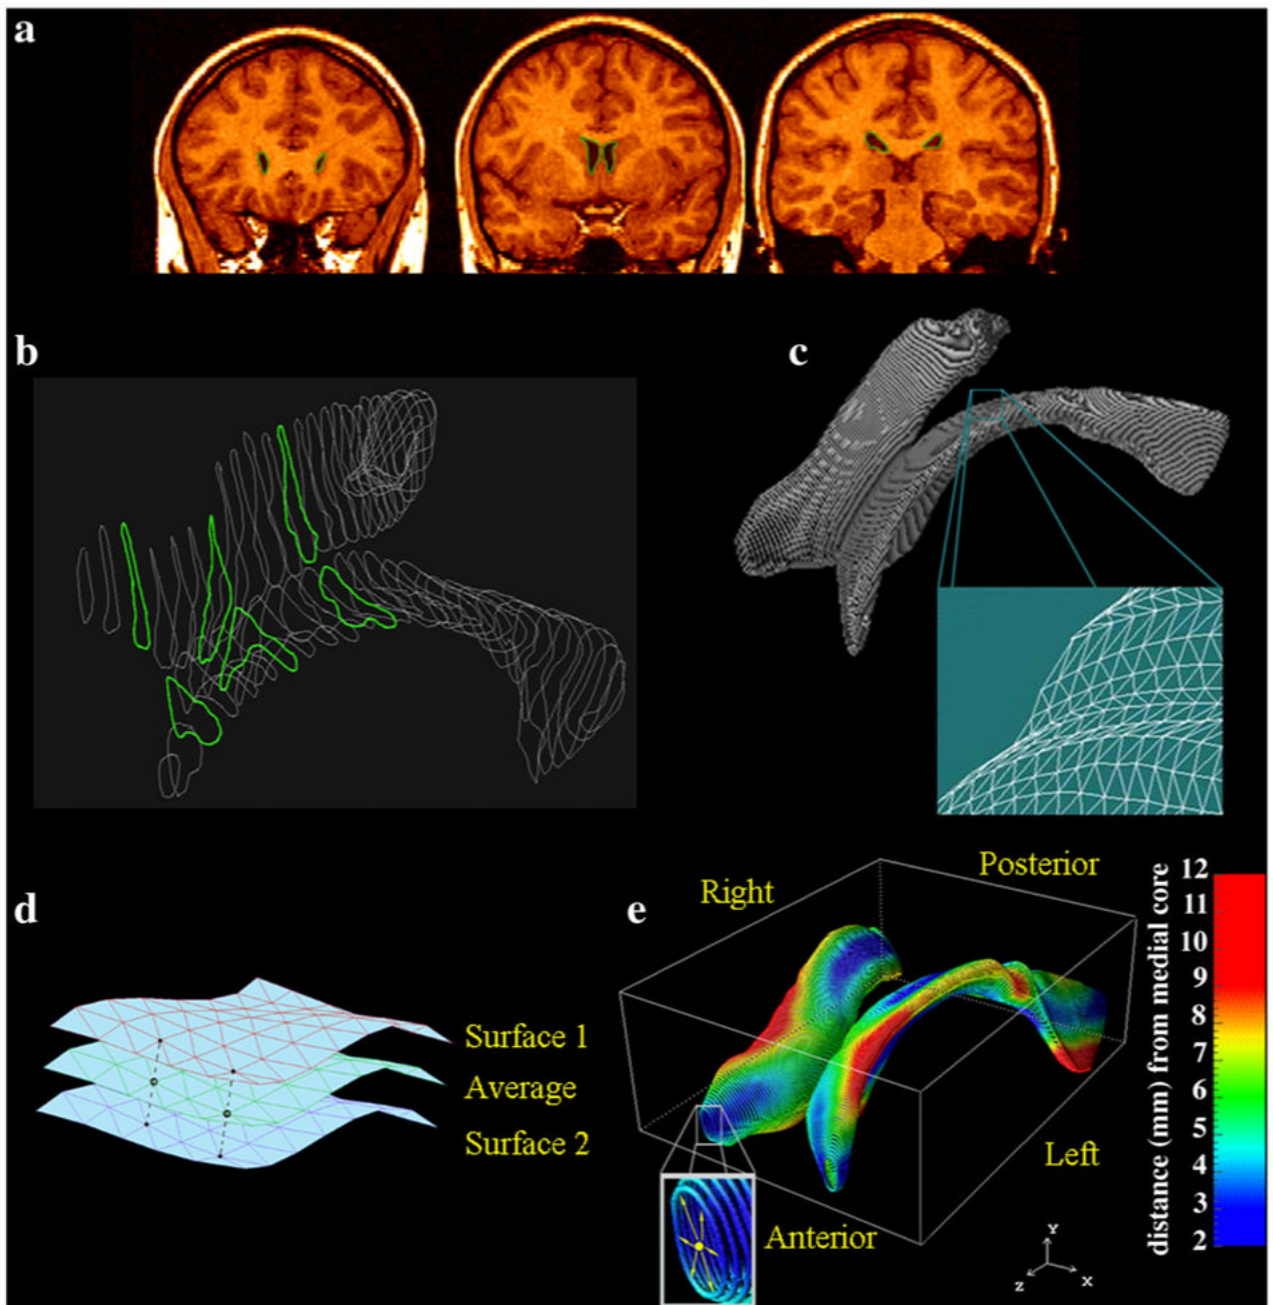 a
b
c
d
Surface 1
Average
Surface 2
e
Right
Posterior
Left
Anterior
Y
Z
X
distance (mm) from medial core
12
11
10
9
8
7
6
5
4
3
2